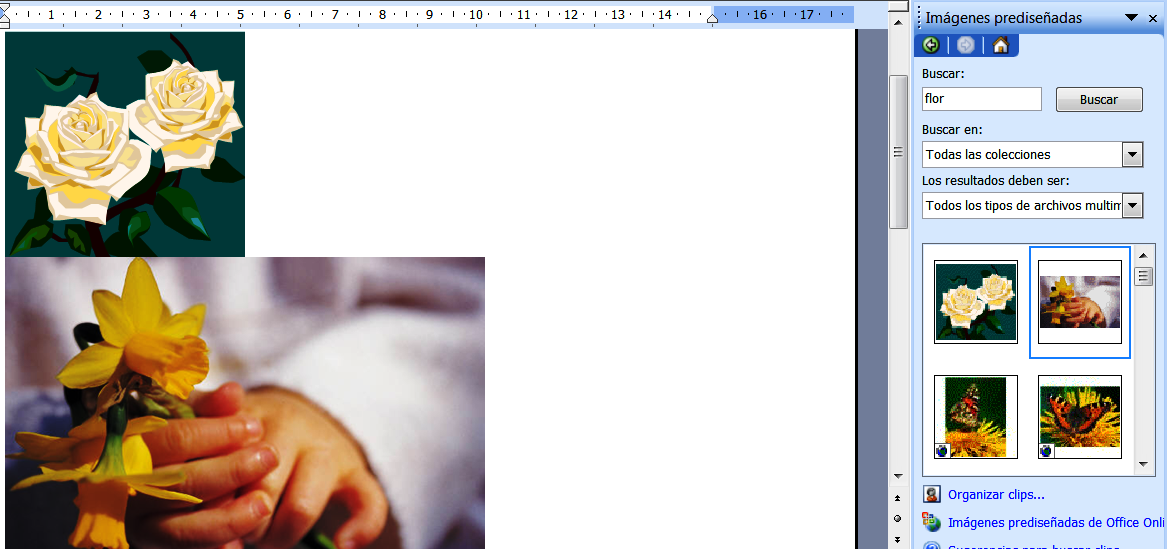 1 2 3 4 5 6 7 8 9 10 11 12 13 14 16 17
Imágenes prediseñadas
Buscar:
flor
Buscar
Buscar en:
Todas las colecciones
Los resultados deben ser:
Todos los tipos de archivos multim
Organizar clips...
Imágenes prediseñadas de Office Onli